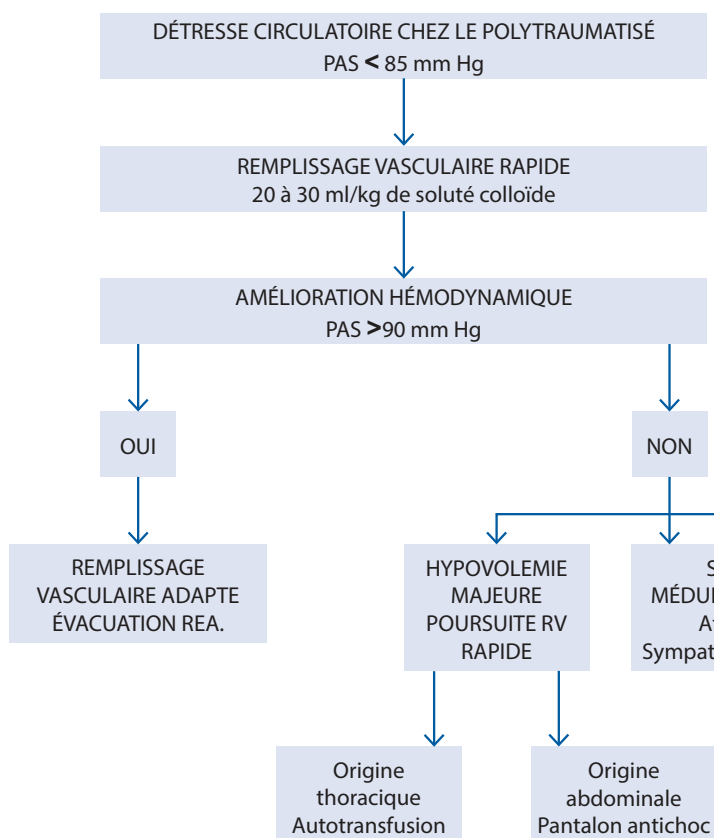 DÉTRESSE CIRCULATOIRE CHEZ LE POLYTRAUMATISÉ
PAS < 85 mm Hg
REMPLISSAGE VASCULAIRE RAPIDE
20 à 30 ml/kg de soluté colloïde
AMÉLIORATION HÉMODYNAMIQUE
PAS >90 mm Hg
OUI
NON
REMPLISSAGE
VASCULAIRE ADAPTE
ÉVACUATION REA.
HYPOVOLEMIE
MAJEURE
POURSUITE RV
RAPIDE
Origine
thoracique
Autotransfusion
Origine
abdominale
Pantalon antichoc